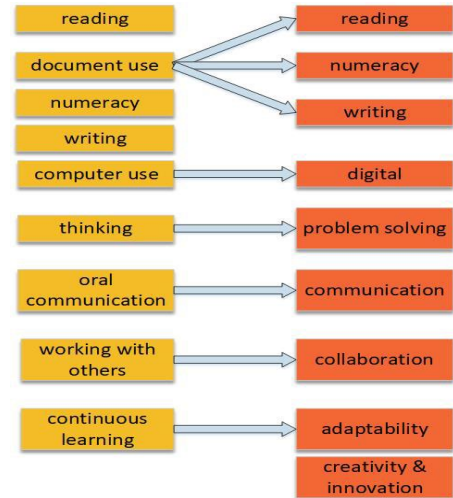 reading
document use
numeracy
writing
computer use
thinking
oral
communication
working with
others
continuous
learning
reading
numeracy
writing
digital
problem solving
communication
collaboration
adaptability
creativity &
innovation